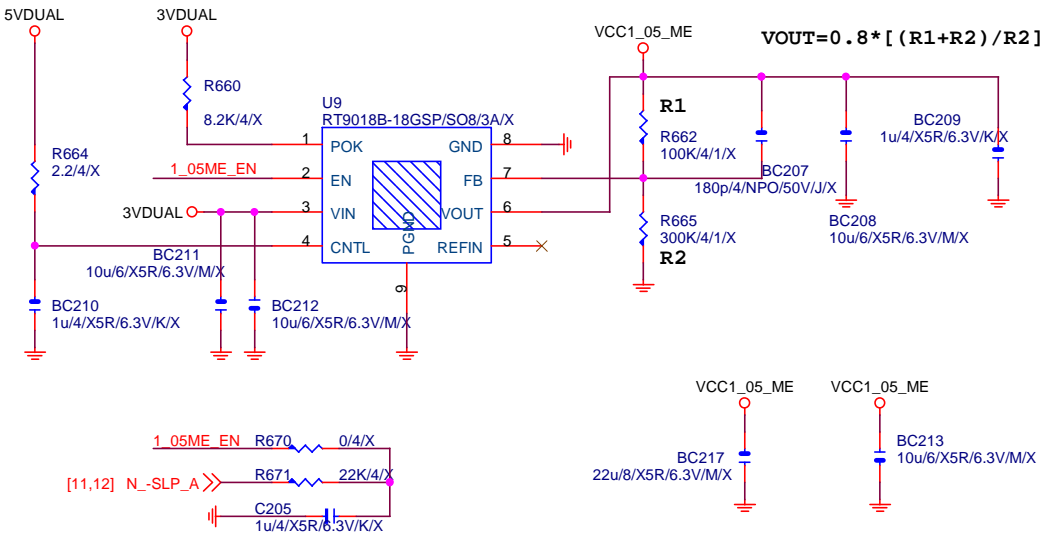 5VDUAL
3VDUAL
VCC1_05_ME
VOUT=0.8*[(R1+R2)/R2]
R660
8.2K/4/X
U9
RT9018B-18GSP/SO8/3A/X
R1
R662
100K/4/1/X
BC209
1u/4/X5R/6.3V/K/X
1
POK
GND
8
R664
2.2/4/X
1_05ME_EN
2
EN
FB
7
BC207
180p/4/NPO/50V/J/X
3VDUAL
3
VIN
VOUT
6
R665
300K/4/1/X
R2
BC208
10u/6/X5R/6.3V/M/X
4
CNTL
PGND
REFIN
5
BC211
10u/6/X5R/6.3V/M/X
9
BC210
1u/4/X5R/6.3V/K/X
BC212
10u/6/X5R/6.3V/M/X
VCC1_05_ME
VCC1_05_ME
1_05ME_EN
R670
0/4/X
[11,12] N_-SLP_A
R671
22K/4/X
C205
1u/4/X5R/6.3V/K/X
BC217
22u/8/X5R/6.3V/M/X
BC213
10u/6/X5R/6.3V/M/X